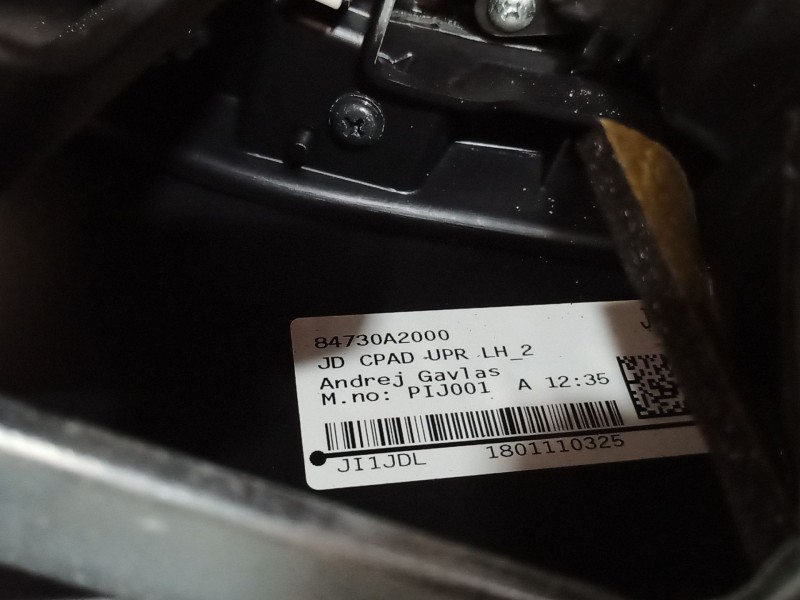 84730A2000
JD CPAD UPR LH_2
Andrej Gavlas
M.no: PIJ001 A 12:35
JI1JDL 1801110325